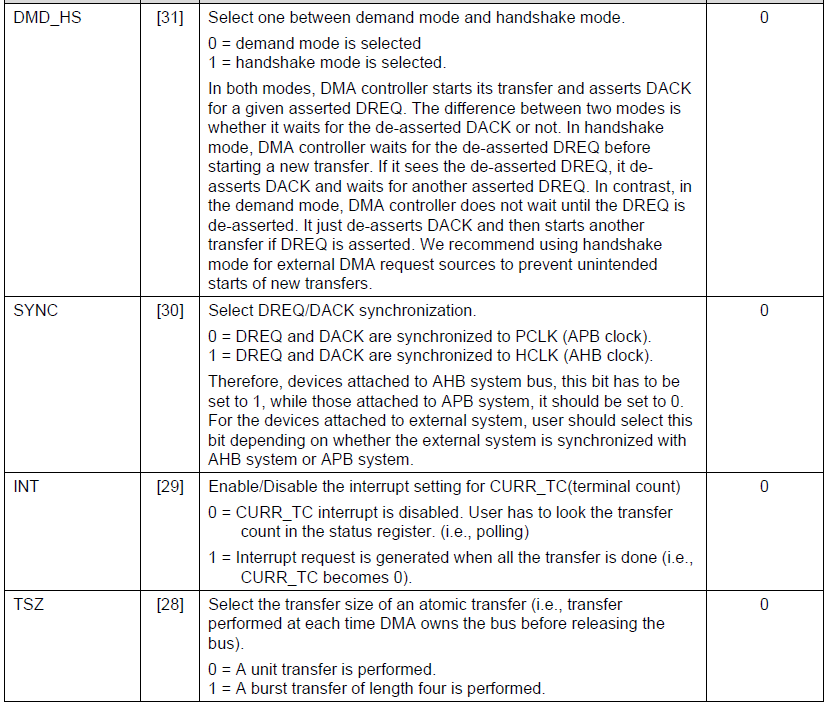 DMD_HS [31] Select one between demand mode and handshake mode. 0
0 = demand mode is selected
1 = handshake mode is selected.
In both modes, DMA controller starts its transfer and asserts DACK
for a given asserted DREQ. The difference between two modes is
whether it waits for the de-asserted DACK or not. In handshake
mode, DMA controller waits for the de-asserted DREQ before
starting a new transfer. If it sees the de-asserted DREQ, it de-
asserts DACK and waits for another asserted DREQ. In contrast, in
the demand mode, DMA controller does not wait until the DREQ is
de-asserted. It just de-asserts DACK and then starts another
transfer if DREQ is asserted. We recommend using handshake
mode for external DMA request sources to prevent unintended
starts of new transfers.
SYNC [30] Select DREQ/DACK synchronization. 0
0 = DREQ and DACK are synchronized to PCLK (APB clock).
1 = DREQ and DACK are synchronized to HCLK (AHB clock).
Therefore, devices attached to AHB system bus, this bit has to be
set to 1, while those attached to APB system, it should be set to 0.
For the devices attached to external system, user should select this
bit depending on whether the external system is synchronized with
AHB system or APB system.
INT [29] Enable/Disable the interrupt setting for CURR_TC(terminal count) 0
0 = CURR_TC interrupt is disabled. User has to look the transfer
count in the status register. (i.e., polling)
1 = Interrupt request is generated when all the transfer is done (i.e.,
CURR_TC becomes 0).
TSZ [28] Select the transfer size of an atomic transfer (i.e., transfer 0
performed at each time DMA owns the bus before releasing the
bus).
0 = A unit transfer is performed.
1 = A burst transfer of length four is performed.